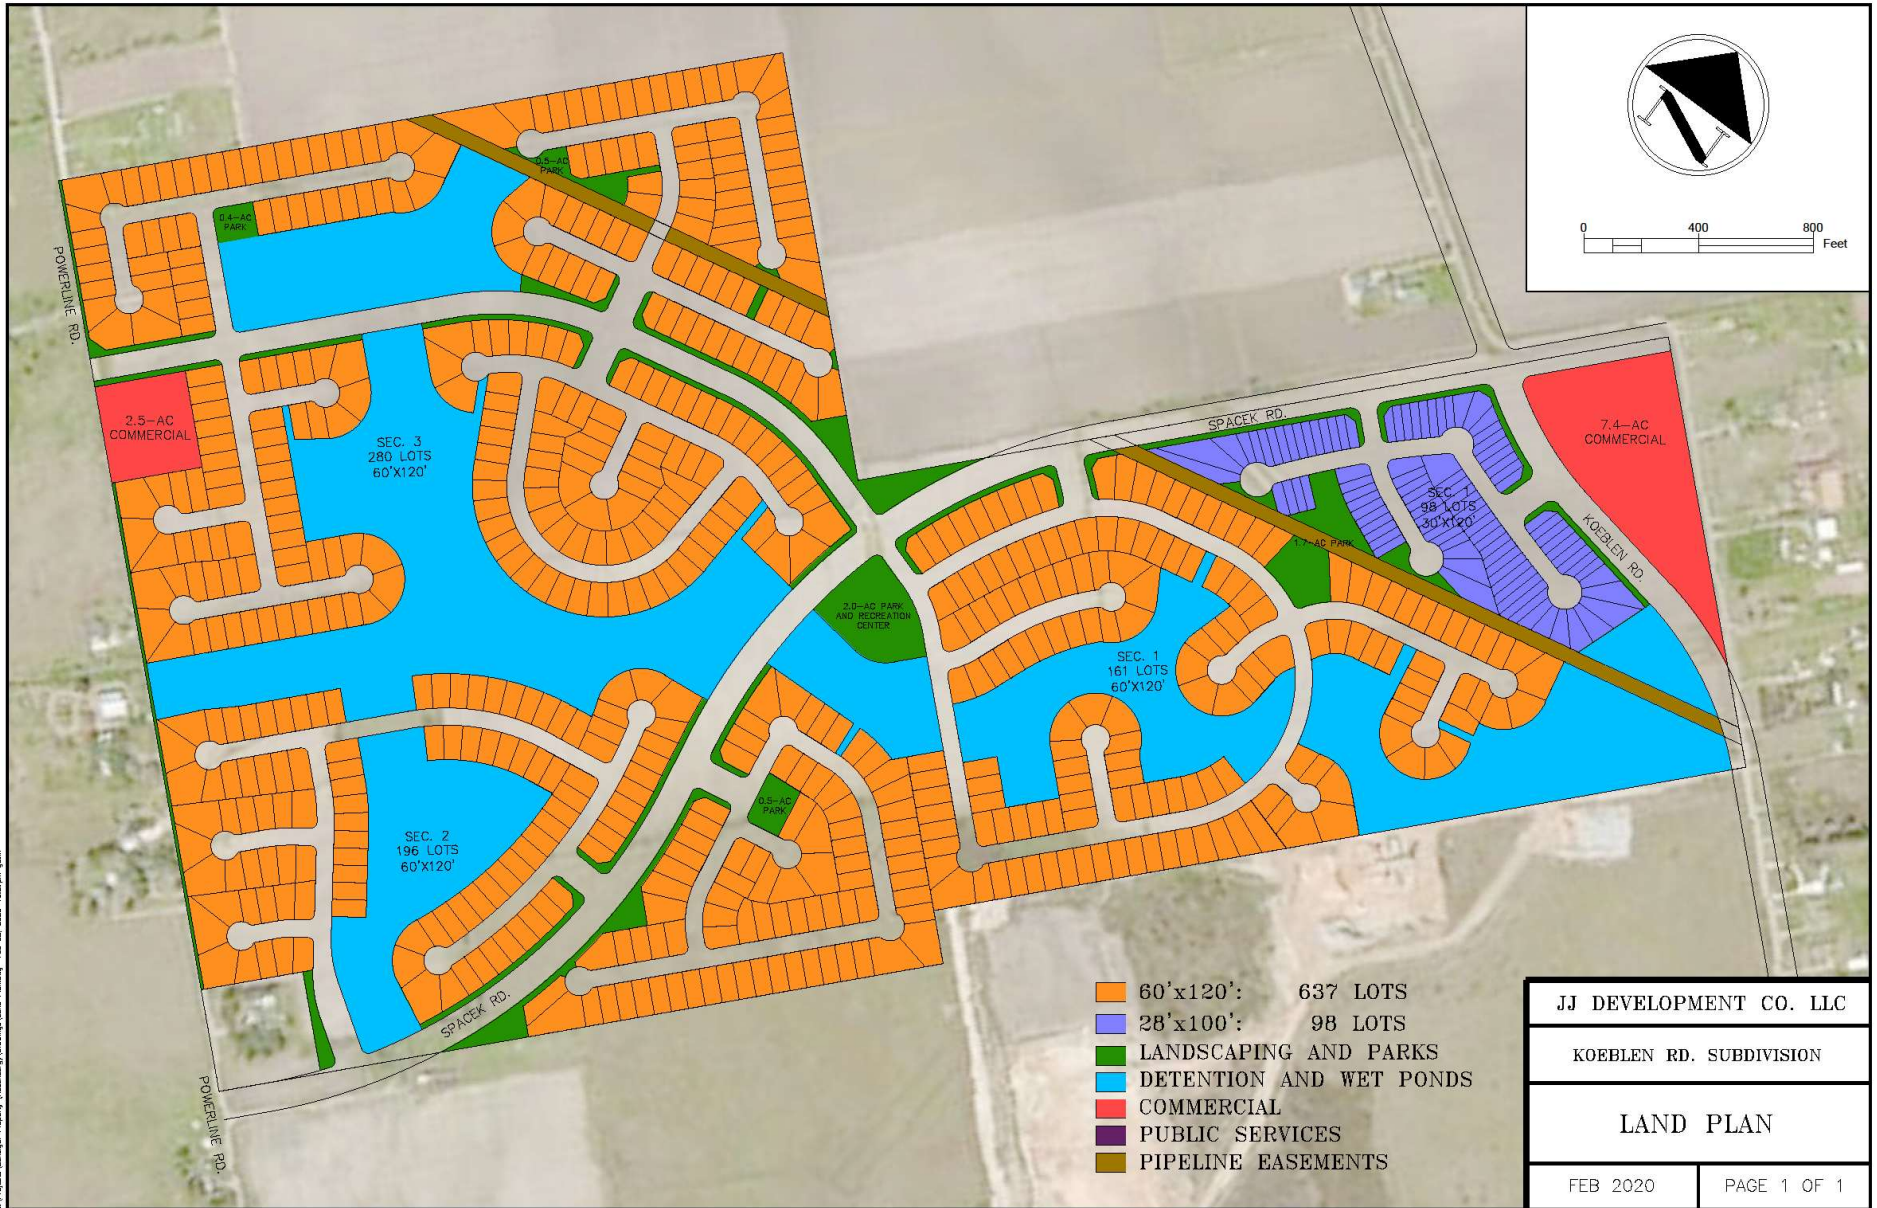 0 400 800
Feet
0.5-AC
PARK
0.4-AC
PARK
POWERLINE RD.
2.5-AC
COMMERCIAL
SEC. 3
280 LOTS
60'X120'
SPACEK RD.
7.4-AC
COMMERCIAL
SEC. 1
98 LOTS
30'X120'
KOEBLEN RD.
1.7-AC PARK
2.0-AC PARK
AND RECREATION
CENTER
SEC. 1
161 LOTS
60'X120'
0.5-AC
PARK
SEC. 2
196 LOTS
60'X120'
SPACEK RD.
POWERLINE RD.
60'x120': 637 LOTS
28'x100': 98 LOTS
LANDSCAPING AND PARKS
DETENTION AND WET PONDS
COMMERCIAL
PUBLIC SERVICES
PIPELINE EASEMENTS
JJ DEVELOPMENT CO. LLC
KOEBLEN RD. SUBDIVISION
LAND PLAN
FEB 2020
PAGE 1 OF 1